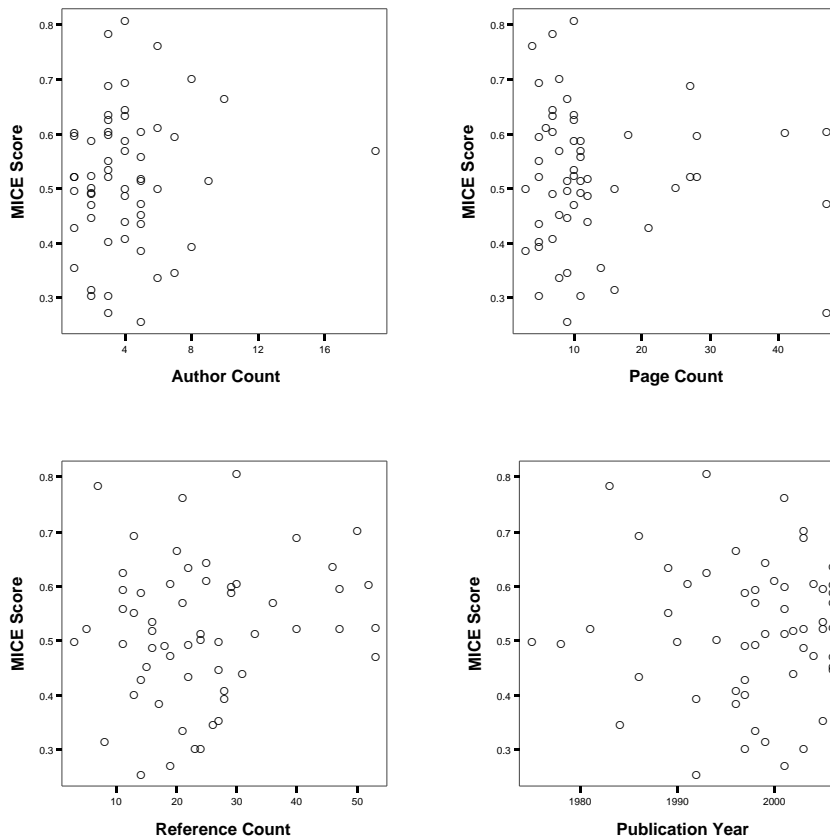 0.8
0.7
0.6
0.5
0.4
0.3
MICE Score
4 8 12 16
Author Count
0.8
0.7
0.6
0.5
0.4
0.3
MICE Score
10 20 30 40
Page Count
0.8
0.7
0.6
0.5
0.4
0.3
MICE Score
10 20 30 40 50
Reference Count
0.8
0.7
0.6
0.5
0.4
0.3
MICE Score
1980 1990 2000
Publication Year